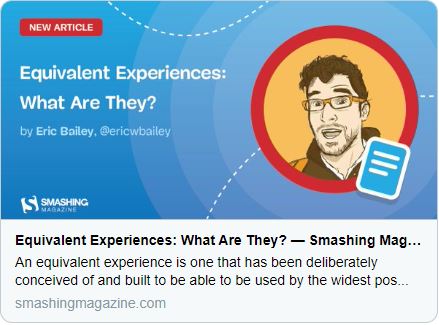 NEW ARTICLE
Equivalent Experiences:
What Are They?
by Eric Bailey, @ericwbailey
SMASHING
MAGAZINE
Equivalent Experiences: What Are They? — Smashing Mag...
An equivalent experience is one that has been deliberately
conceived of and built to be able to be used by the widest pos...
smashingmagazine.com